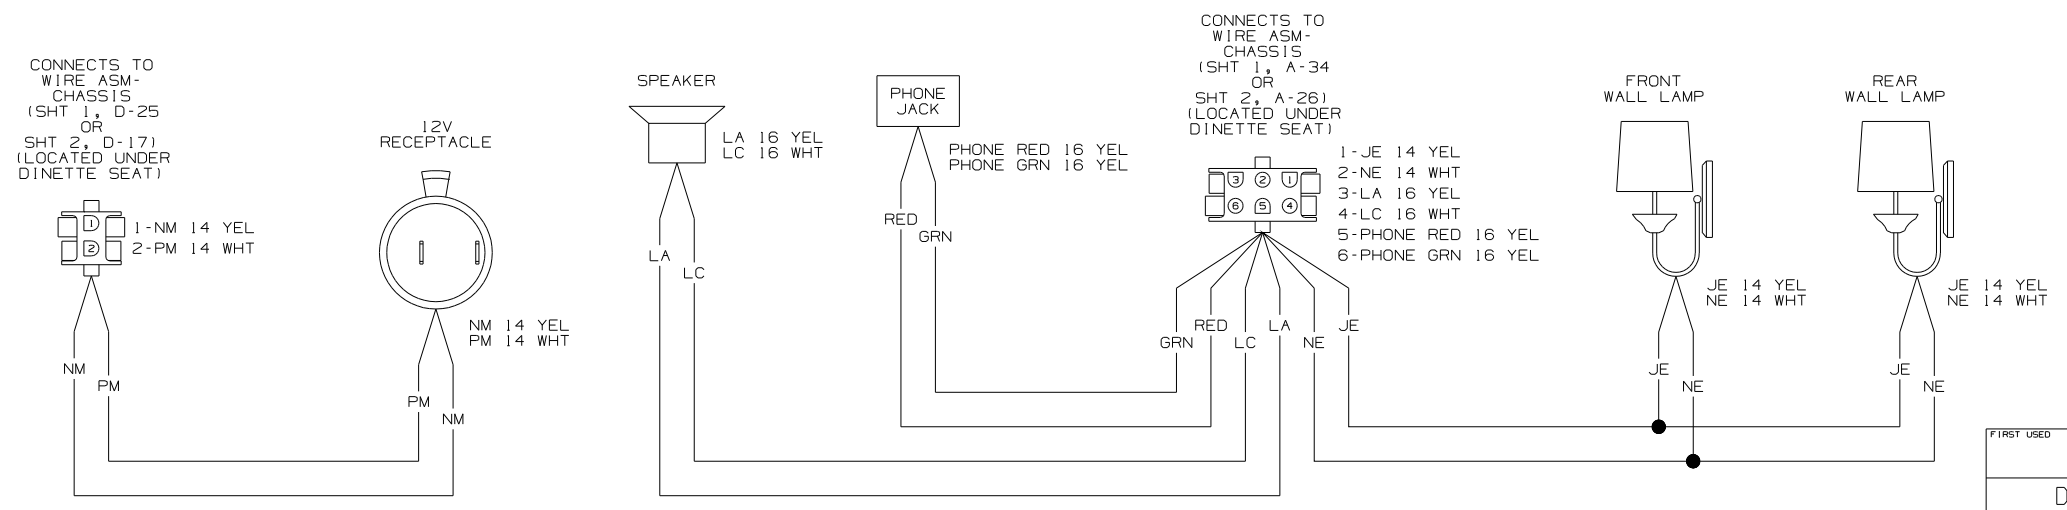 CONNECTS TO
WIRE ASM-
CHASSIS
(SHT 1, D-25
OR
SHT 2, D-17)
(LOCATED UNDER
DINETTE SEAT)
1
2
1-NM 14 YEL
2-PM 14 WHT
NM
PM
12V
RECEPTACLE
NM 14 YEL
PM 14 WHT
PM
NM
SPEAKER
LA 16 YEL
LC 16 WHT
LA
LC
PHONE
JACK
PHONE RED 16 YEL
PHONE GRN 16 YEL
RED
GRN
CONNECTS TO
WIRE ASM-
CHASSIS
(SHT 1, A-34
OR
SHT 2, A-26)
(LOCATED UNDER
DINETTE SEAT)
3 2 1
6 5 4
1-JE 14 YEL
2-NE 14 WHT
3-LA 16 YEL
4-LC 16 WHT
5-PHONE RED 16 YEL
6-PHONE GRN 16 YEL
RED LA JE
GRN LC NE
FRONT
WALL LAMP
JE 14 YEL
NE 14 WHT
JE
NE
REAR
WALL LAMP
JE 14 YEL
NE 14 WHT
JE
NE
FIRST USED
D